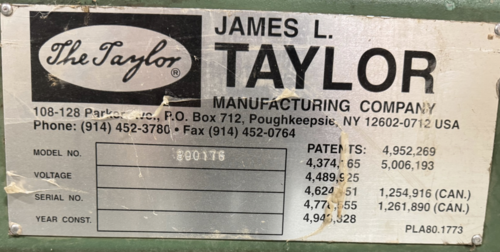 The Taylor ®
JAMES L.
TAYLOR
MANUFACTURING COMPANY
108-128 Parker P.O. Box 712, Poughkeepsie, NY 12602-0712 USA
Phone: (914) 452-3780 • Fax (914) 452-0764
MODEL NO.
VOLTAGE
SERIAL NO.
YEAR CONST.
PATENTS: 4,952,269
5,006,193
4,489,925
1,254,916 (CAN.)
1,261,890 (CAN.)
PLA80.1773